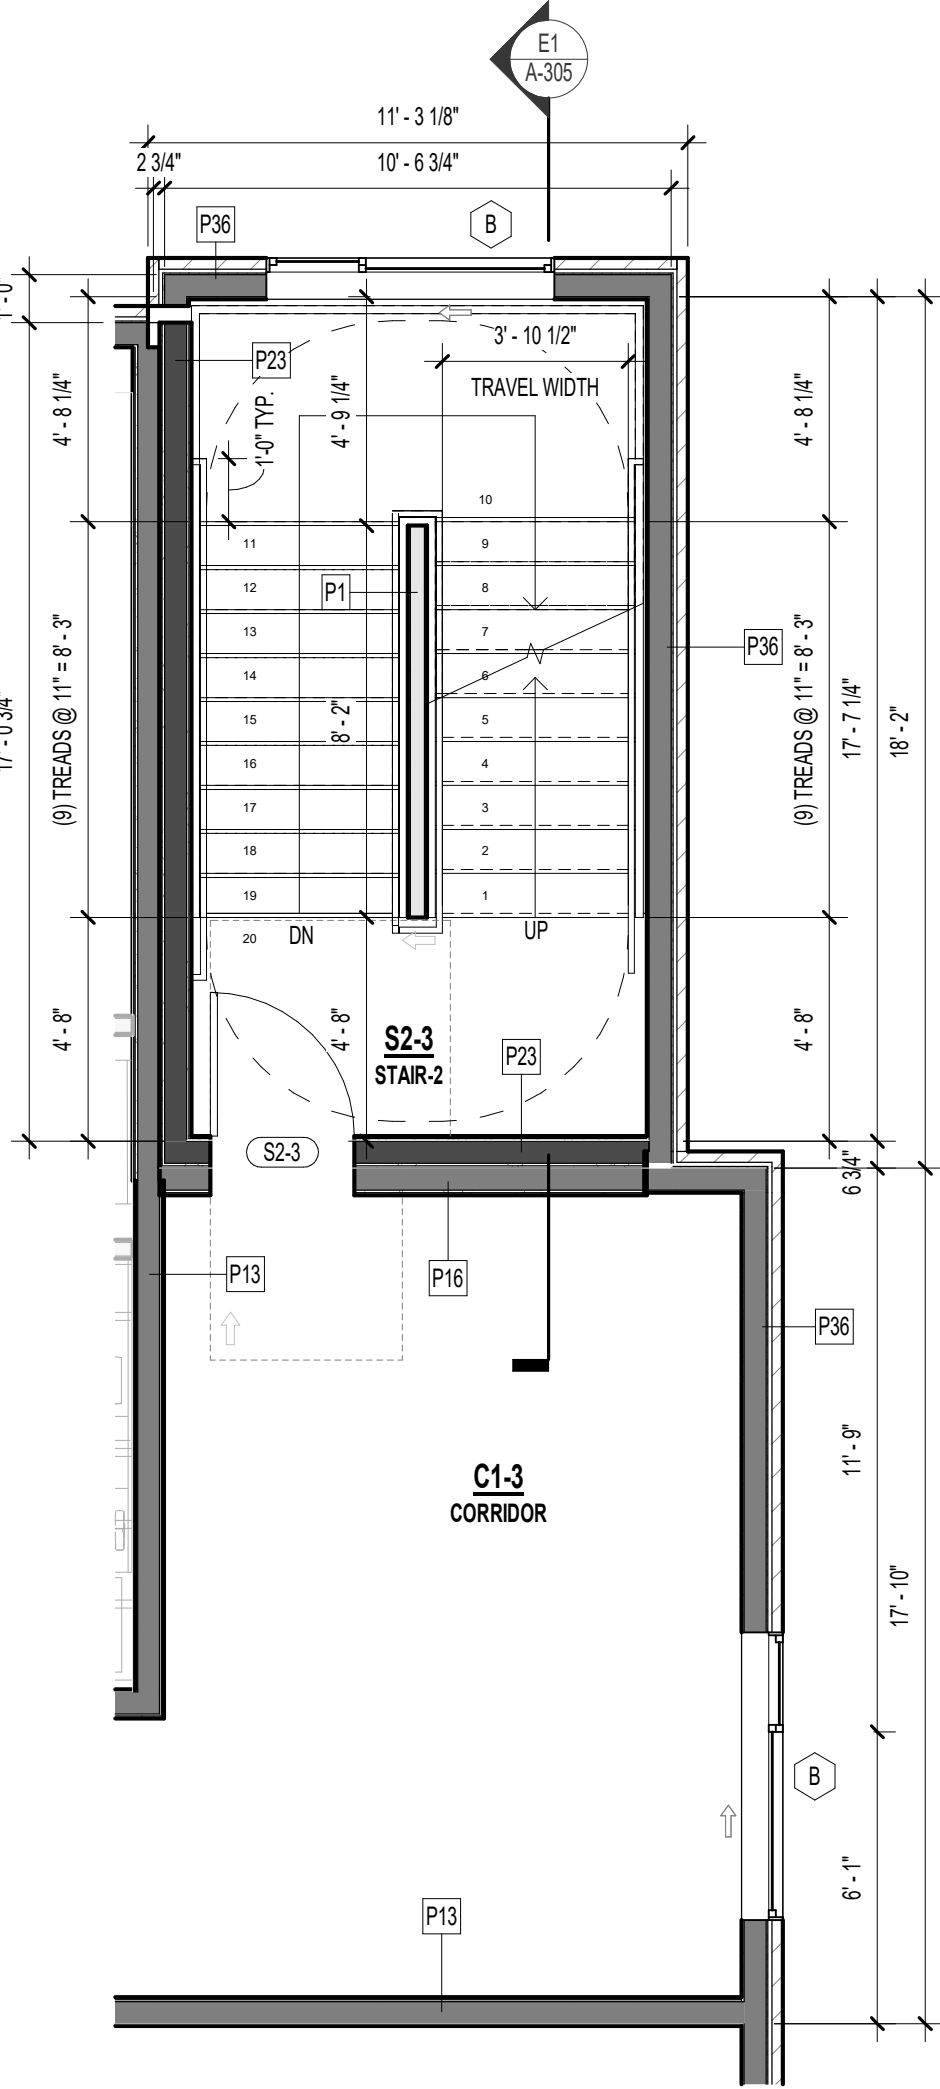 E1
A-305
11' - 3 1/8"
2 3/4"
10' - 6 3/4"
P36
B
3' - 10 1/2"
TRAVEL WIDTH
P23
1'-0" TYP.
4' - 9 1/4"
4' - 8 1/4"
4' - 8 1/4"
10
11
9
12
8
P1
13
7
14
6
15
5
16
4
17
3
18
2
19
1
20
DN
UP
8' - 2"
(9) TREADS @ 11" = 8' - 3"
17' - 0 3/4"
P36
(9) TREADS @ 11" = 8' - 3"
17' - 7 1/4"
18' - 2"
4' - 8"
4' - 8"
4' - 8"
S2-3
STAIR-2
P23
S2-3
6 3/4"
P13
P16
P36
11' - 9"
C1-3
CORRIDOR
17' - 10"
B
6' - 1"
P13